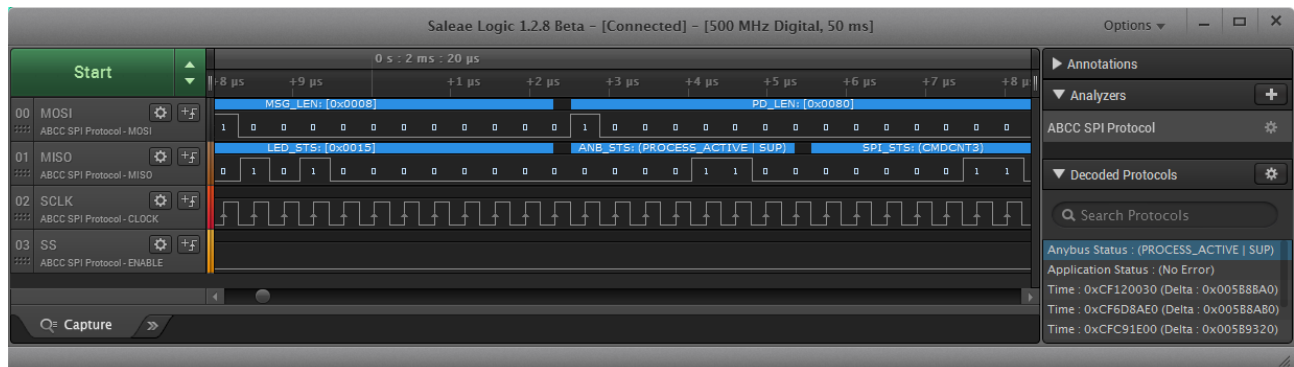 Saleae Logic 1.2.8 Beta - [Connected] - [500 MHz Digital, 50 ms]
Options
Start
0 s : 2 ms : 20 µs
+8 µs +9 µs +1 µs +2 µs +3 µs +4 µs +5 µs +6 µs +7 µs +8 µ
00 MOSI
ABCC SPI Protocol - MOSI
MSG_LEN: [0x0008] PD_LEN: [0x0080]
1 0 0 0 0 0 0 0 0 0 0 0 1 0 0 0 0 0 0 0 0 0 0 0
01 MISO
ABCC SPI Protocol - MISO
LED_STS: [0x0015] ANB_STS: (PROCESS_ACTIVE | SUP) SPI_STS: (CMDCNT3)
0 1 0 1 0 0 0 0 0 0 0 0 0 0 0 0 1 1 0 0 0 0 0 0 1 1
02 SCLK
ABCC SPI Protocol - CLOCK
03 SS
ABCC SPI Protocol - ENABLE
Capture
Annotations
Analyzers
ABCC SPI Protocol
Decoded Protocols
Search Protocols
Anybus Status : (PROCESS_ACTIVE | SUP)
Application Status : (No Error)
Time : 0xCF120030 (Delta : 0x005B8BA0)
Time : 0xCF6D8AE0 (Delta : 0x005B8AB0)
Time : 0xCFC91E00 (Delta : 0x005B9320)